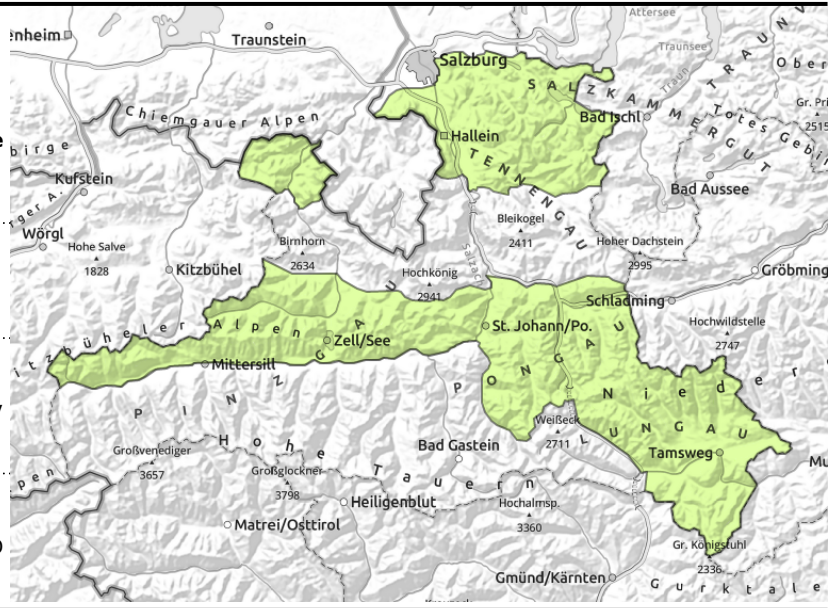 Attersee
Traunstein
Salzburg
Traunsee
Traun
Chiemgauer Alpen
SALZKAMMERGUT
Bad Ischl
Hallein
TENNENGAU
Kufstein
Bad Aussee
Wörgl
Hohe Salve
1828
Birnhorn
2634
Bleikogel
2411
Hoher Dachstein
2995
Salzach
Kitzbühel
Hochkönig
2941
Gröbming
Schladming
Alpen
Zell/See
St. Johann/Po.
Hochwildstelle
2747
Mittersill
PINZGAU
PONGAU
Nieder
LUNGAU
Weißeck
2711
Tamsweg
Bad Gastein
Großvenediger
3657
Hohe Tauern
Großglockner
3798
Heiligenblut
Hochalmsp.
3360
Matrei/Osttirol
Gr. Königstuhl
2336
Gmünd/Kärnten